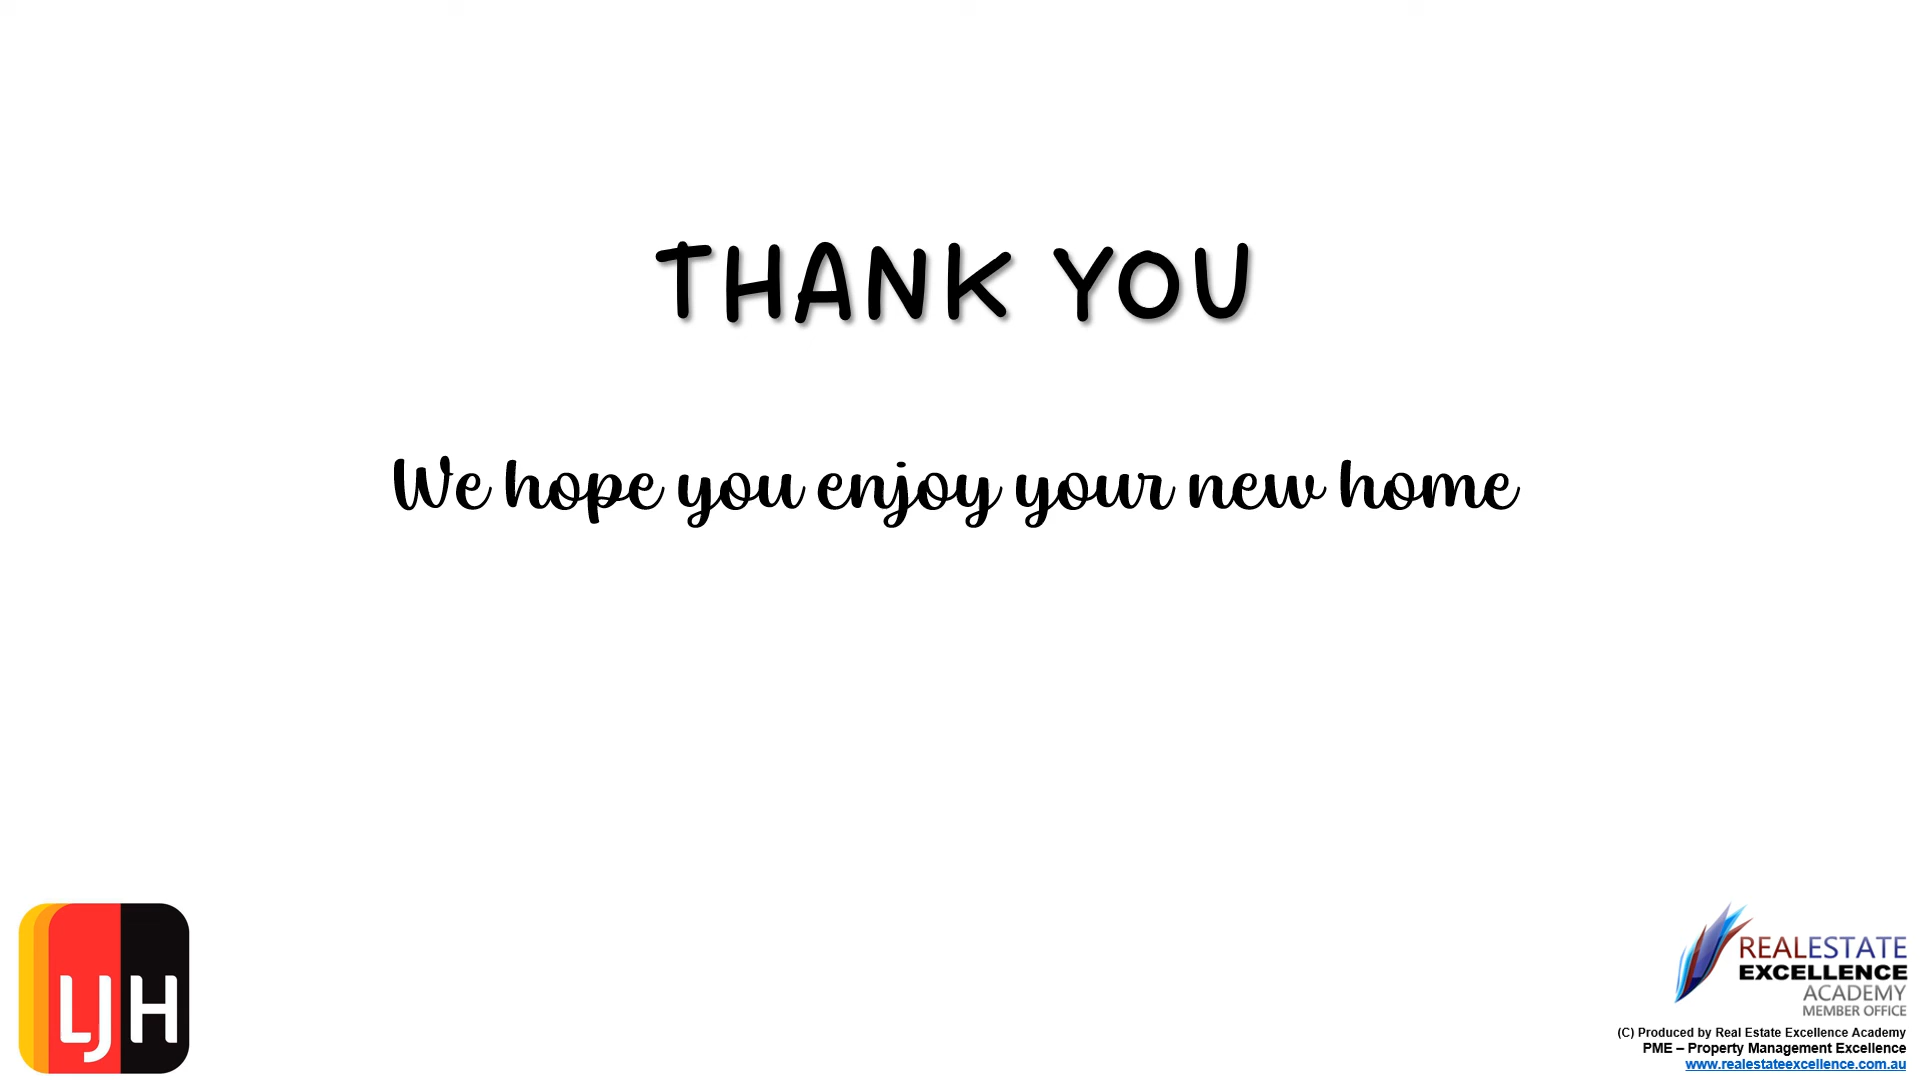 THANK YOU
We hope you enjoy your new home
LJH
REALESTATE
EXCELLENCE
ACADEMY
MEMBER OFFICE
(C) Produced by Real Estate Excellence Academy
PME – Property Management Excellence
www.realestateexcellence.com.au